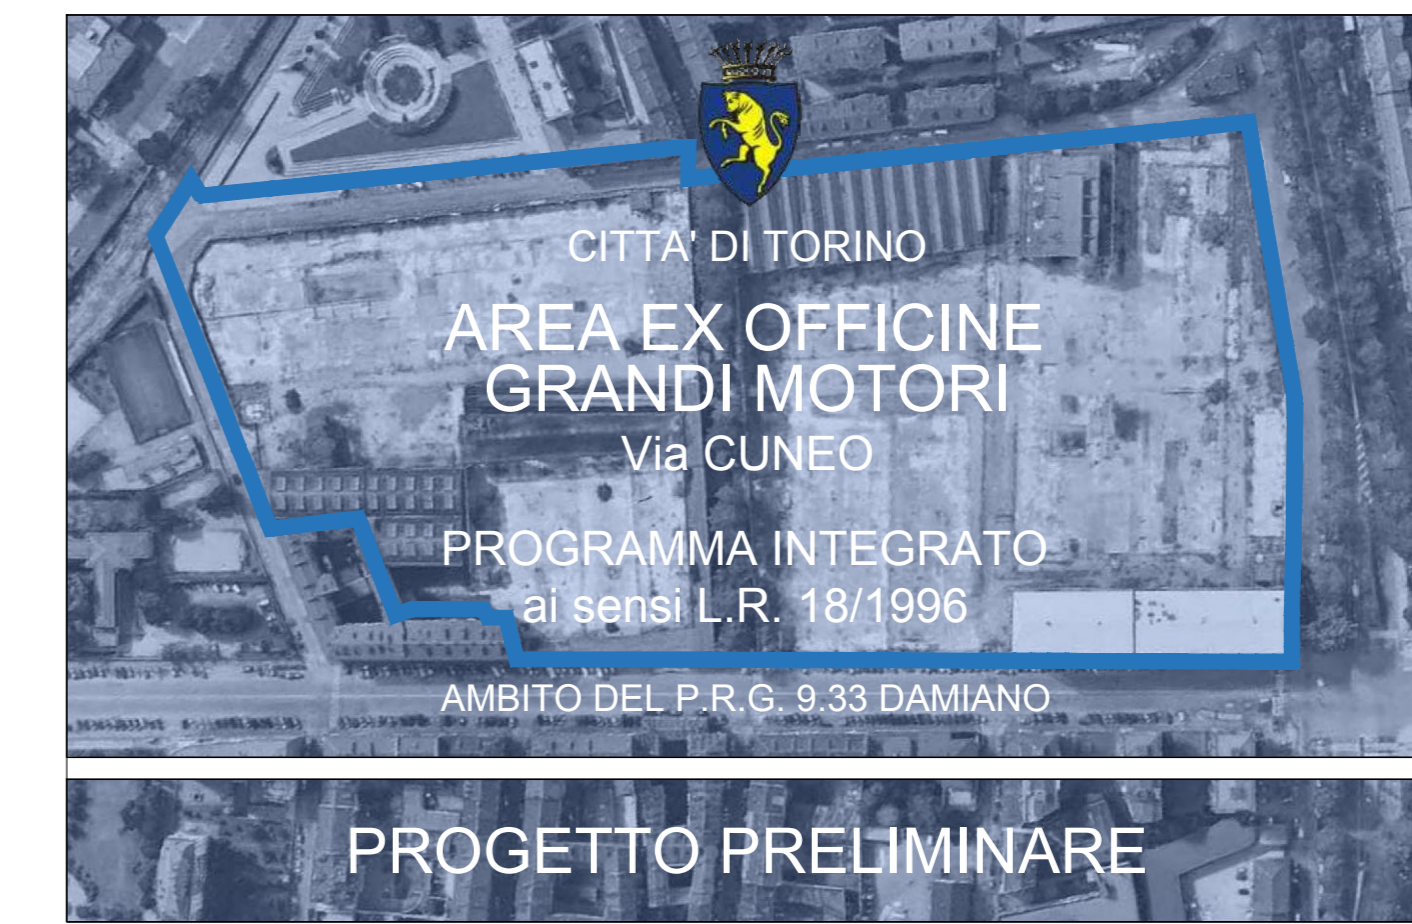 CITTA' DI TORINO
AREA EX OFFICINE
GRANDI MOTORI
Via CUNEO
PROGRAMMA INTEGRATO
ai sensi L.R. 18/1996
AMBITO DEL P.R.G. 9.33 DAMIANO
PROGETTO PRELIMINARE